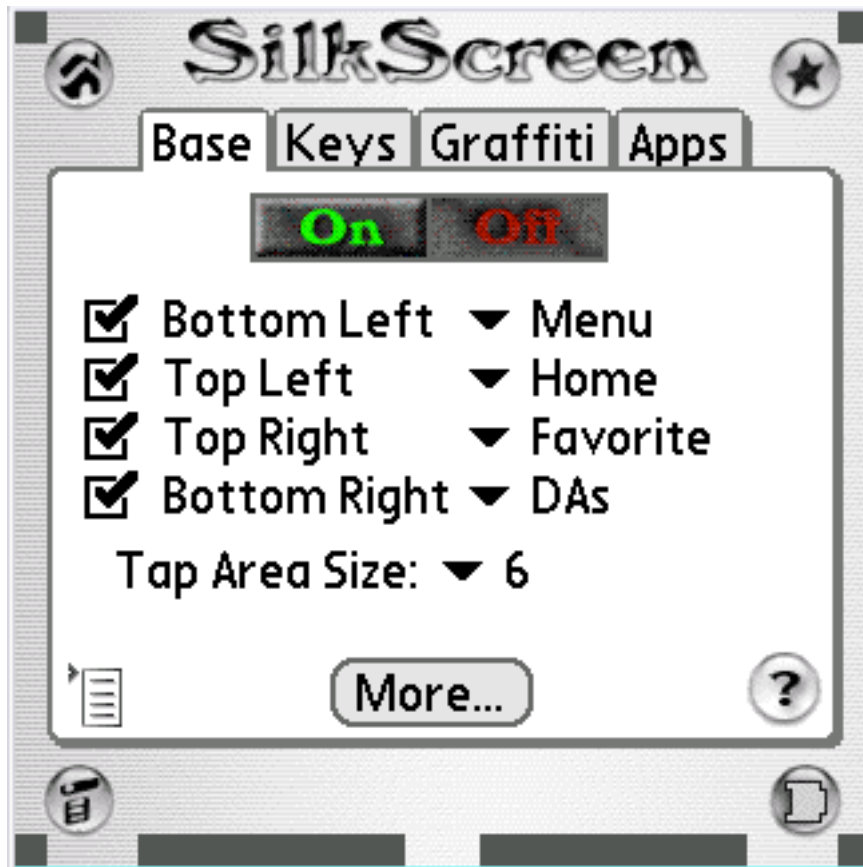 SilkScreen
Base Keys Graffiti Apps
On Off
Bottom Left Menu
Top Left Home
Top Right Favorite
Bottom Right DAs
Tap Area Size: 6
More...
?